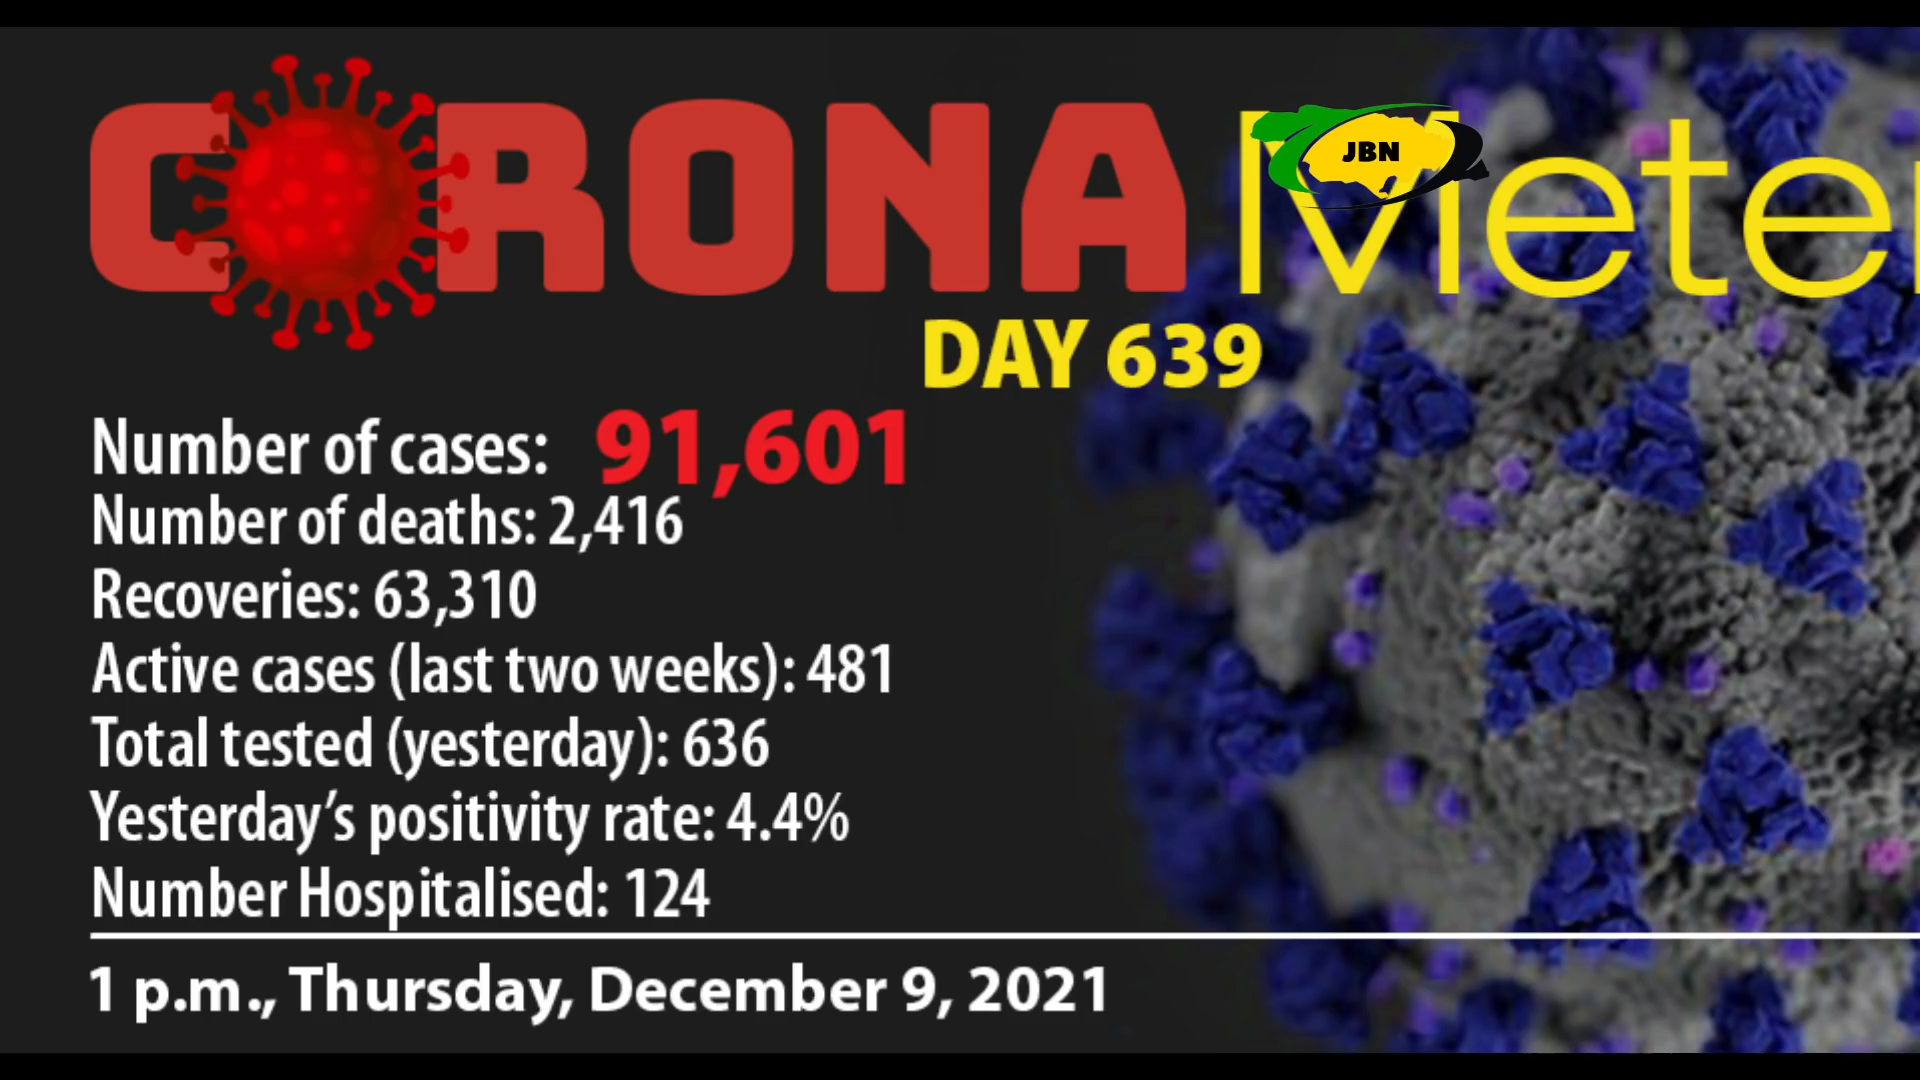 CORONA Meter
JBN
DAY 639
Number of cases: 91,601
Number of deaths: 2,416
Recoveries: 63,310
Active cases (last two weeks): 481
Total tested (yesterday): 636
Yesterday’s positivity rate: 4.4%
Number Hospitalised: 124
1 p.m., Thursday, December 9, 2021